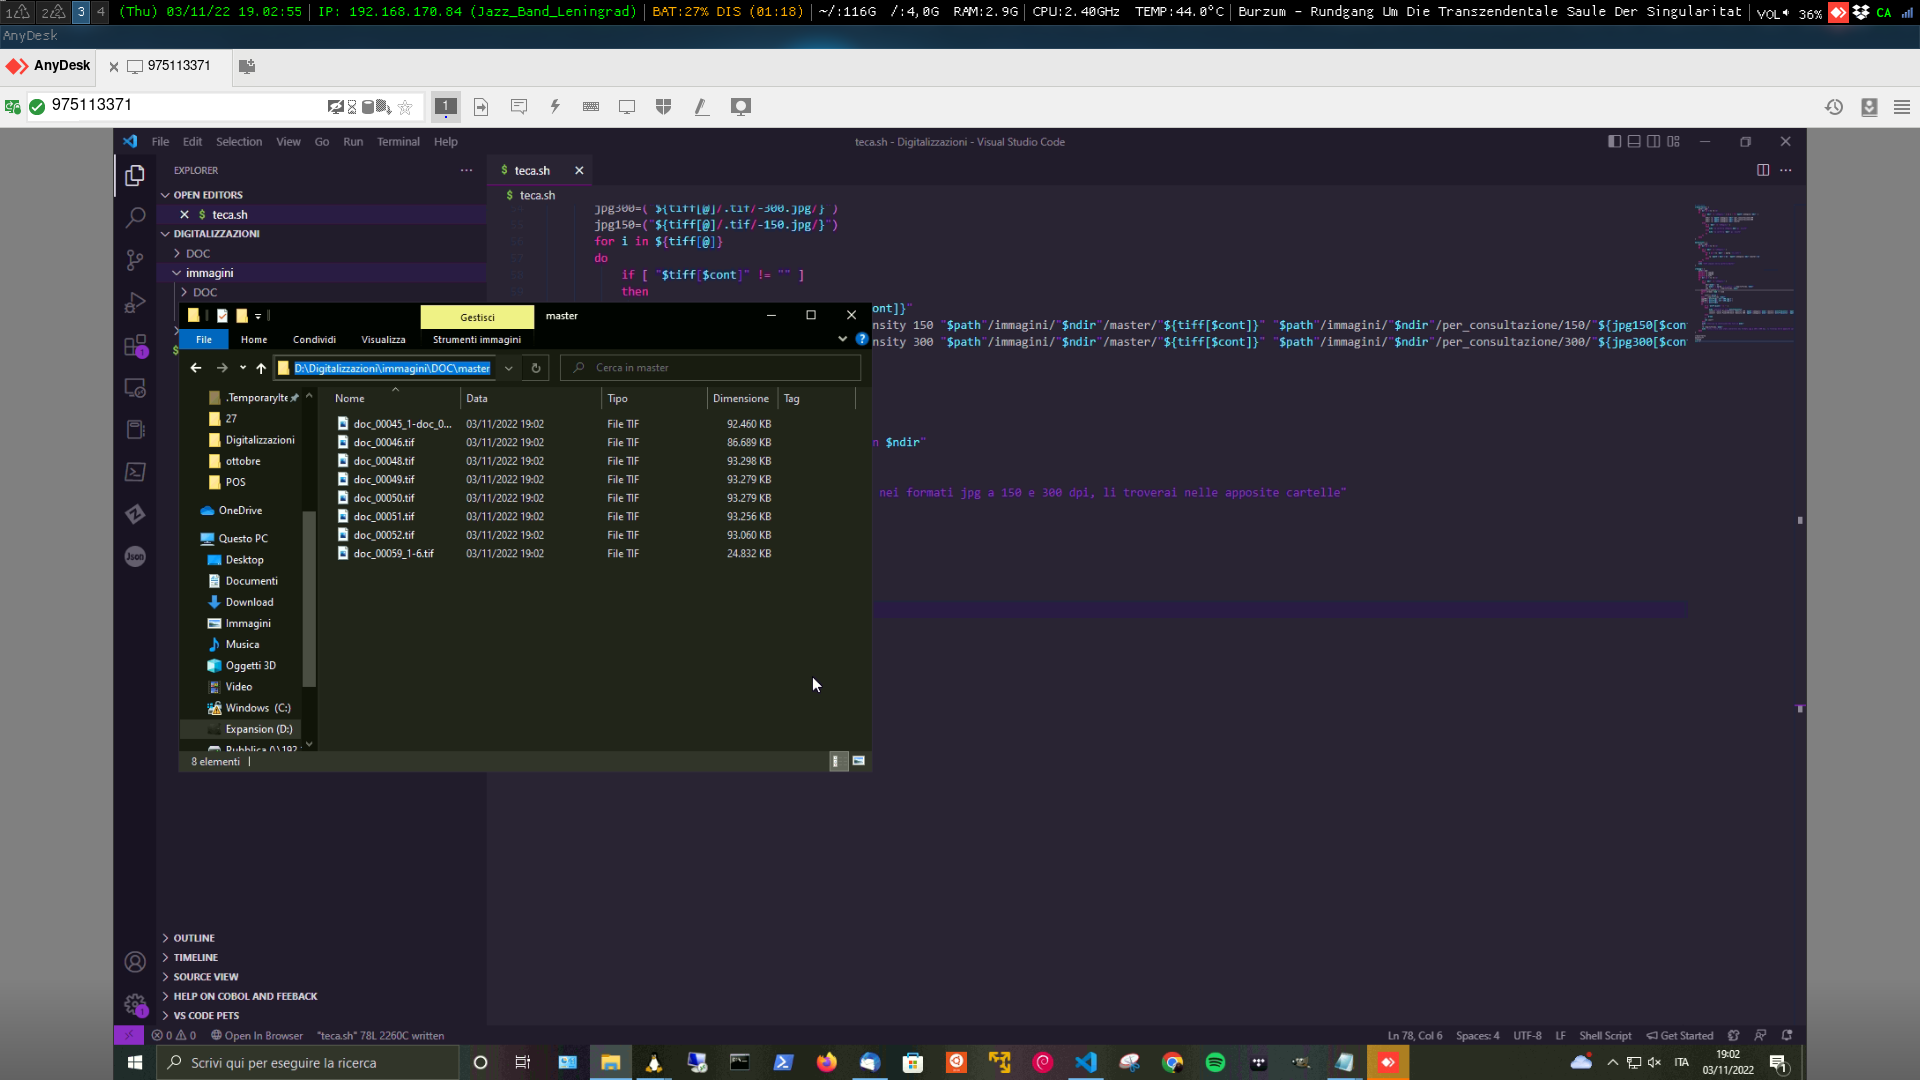 1 2 3 4 (Thu) 03/11/22 19.02:55 | IP: 192.168.170.84 (Jazz_Band_Leningrad) | BAT:27% DIS (01:18) | ~/:116G /:4,0G RAM:2.9G | CPU:2.40GHz TEMP:44.0°C | Burzum - Rundgang Um Die Transzendentale Saule Der Singularitat | VOL 36% CA
AnyDesk
AnyDesk 975113371
975113371 1
File Edit Selection View Go Run Terminal Help teca.sh - Digitalizzazioni - Visual Studio Code
EXPLORER ··· $ teca.sh
OPEN EDITORS $ teca.sh
$ teca.sh
DIGITALIZZAZIONI
DOC
immagini
DOC
jpg300=("${tiff[@]/.tif/-300.jpg/}")
jpg150=("${tiff[@]/.tif/-150.jpg/}")
for i in ${tiff[@]}
do
if [ "$tiff[$cont]" != "" ]
then
cont]}"
nsity 150 "$path"/immagini/"$ndir"/master/"${tiff[$cont]}" "$path"/immagini/"$ndir"/per_consultazione/150/"${jpg150[$con
nsity 300 "$path"/immagini/"$ndir"/master/"${tiff[$cont]}" "$path"/immagini/"$ndir"/per_consultazione/300/"${jpg300[$con
n $ndir"
nei formati jpg a 150 e 300 dpi, li troverai nelle apposite cartelle"
Gestisci master
File Home Condividi Visualizza Strumenti immagini
D:\Digitalizzazioni\immagini\DOC\master Cerca in master
.TemporaryIte
27
Digitalizzazioni
ottobre
POS
OneDrive
Questo PC
Desktop
Documenti
Download
Immagini
Musica
Oggetti 3D
Video
Windows (C:)
Expansion (D:)
Pubblica (\\192
Nome Data Tipo Dimensione Tag
doc_00045_1-doc_0... 03/11/2022 19:02 File TIF 92.460 KB
doc_00046.tif 03/11/2022 19:02 File TIF 86.689 KB
doc_00048.tif 03/11/2022 19:02 File TIF 93.298 KB
doc_00049.tif 03/11/2022 19:02 File TIF 93.279 KB
doc_00050.tif 03/11/2022 19:02 File TIF 93.279 KB
doc_00051.tif 03/11/2022 19:02 File TIF 93.256 KB
doc_00052.tif 03/11/2022 19:02 File TIF 93.060 KB
doc_00059_1-6.tif 03/11/2022 19:02 File TIF 24.832 KB
8 elementi
Json
OUTLINE
TIMELINE
SOURCE VIEW
HELP ON COBOL AND FEEBACK
VS CODE PETS
0 0 Open In Browser "teca.sh" 78L 2260C written Ln 78, Col 6 Spaces: 4 UTF-8 LF Shell Script Get Started
Scrivi qui per eseguire la ricerca ITA 19:02
03/11/2022